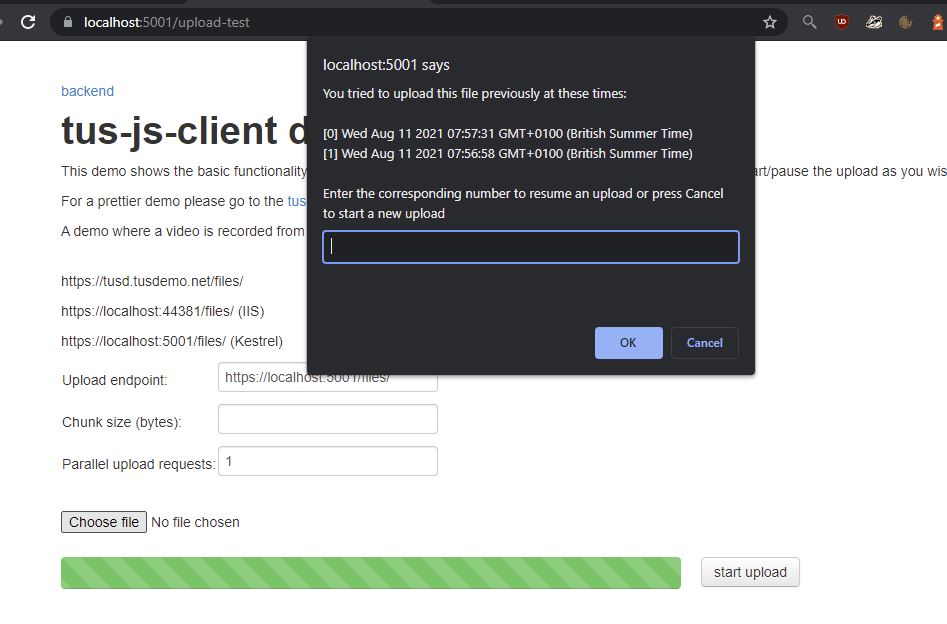 localhost:5001/upload-test
localhost:5001 says
You tried to upload this file previously at these times:
[0] Wed Aug 11 2021 07:57:31 GMT+0100 (British Summer Time)
[1] Wed Aug 11 2021 07:56:58 GMT+0100 (British Summer Time)
Enter the corresponding number to resume an upload or press Cancel
to start a new upload
OK
Cancel
backend
tus-js-client d
This demo shows the basic functionality
art/pause the upload as you wis
For a prettier demo please go to the tus
A demo where a video is recorded from
https://tusd.tusdemo.net/files/
https://localhost:44381/files/ (IIS)
https://localhost:5001/files/ (Kestrel)
Upload endpoint: https://localhost:5001/files/
Chunk size (bytes):
Parallel upload requests: 1
Choose file No file chosen
start upload